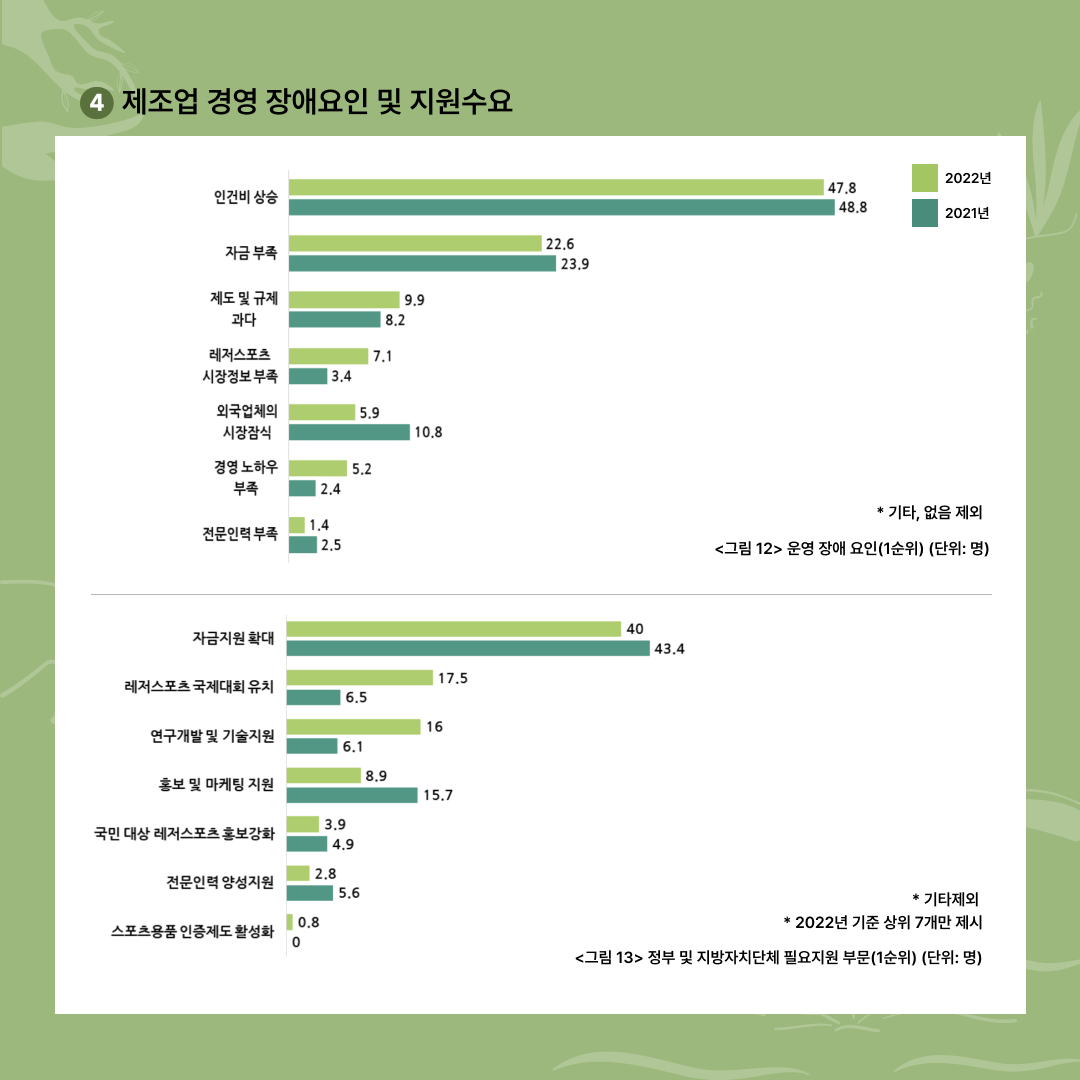 4 제조업 경영 장애요인 및 지원수요
2022년
2021년
인건비 상승
47.8
48.8
자금 부족
22.6
23.9
제도 및 규제
과다
9.9
8.2
레저스포츠
시장정보 부족
7.1
3.4
외국업체의
시장잠식
5.9
10.8
경영 노하우
부족
5.2
2.4
전문인력 부족
1.4
2.5
* 기타, 없음 제외
<그림 12> 운영 장애 요인(1순위) (단위: 명)
자금지원 확대
40
43.4
레저스포츠 국제대회 유치
17.5
6.5
연구개발 및 기술지원
16
6.1
홍보 및 마케팅 지원
8.9
15.7
국민 대상 레저스포츠 홍보강화
3.9
4.9
전문인력 양성지원
2.8
5.6
스포츠용품 인증제도 활성화
0.8
0
* 기타제외
* 2022년 기준 상위 7개만 제시
<그림 13> 정부 및 지방자치단체 필요지원 부문(1순위) (단위: 명)